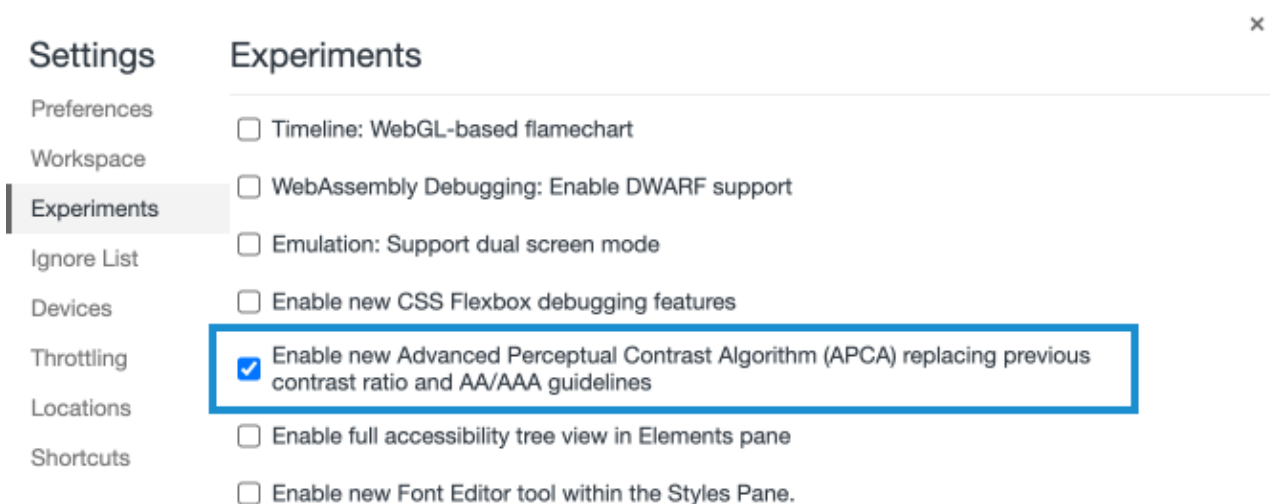 ×
Settings
Preferences
Workspace
Experiments
Ignore List
Devices
Throttling
Locations
Shortcuts
Experiments
Timeline: WebGL-based flamechart
WebAssembly Debugging: Enable DWARF support
Emulation: Support dual screen mode
Enable new CSS Flexbox debugging features
Enable new Advanced Perceptual Contrast Algorithm (APCA) replacing previous
contrast ratio and AA/AAA guidelines
Enable full accessibility tree view in Elements pane
Enable new Font Editor tool within the Styles Pane.